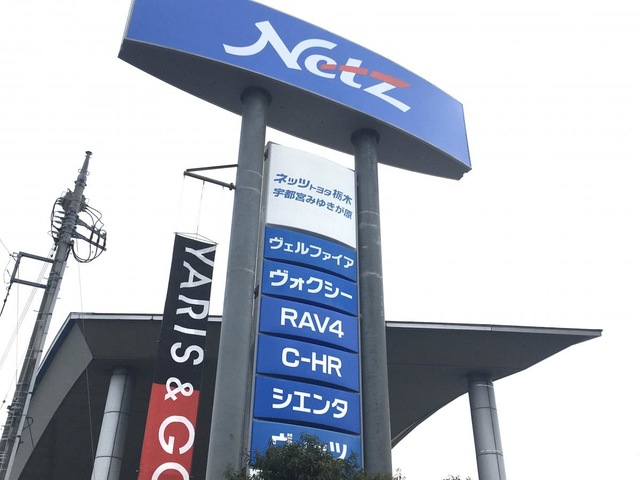 Netz
ネッツトヨタ栃木
宇都宮みゆきが原
ヴェルファイア
ヴォクシー
RAV4
C-HR
シエンタ
YARIS & GO